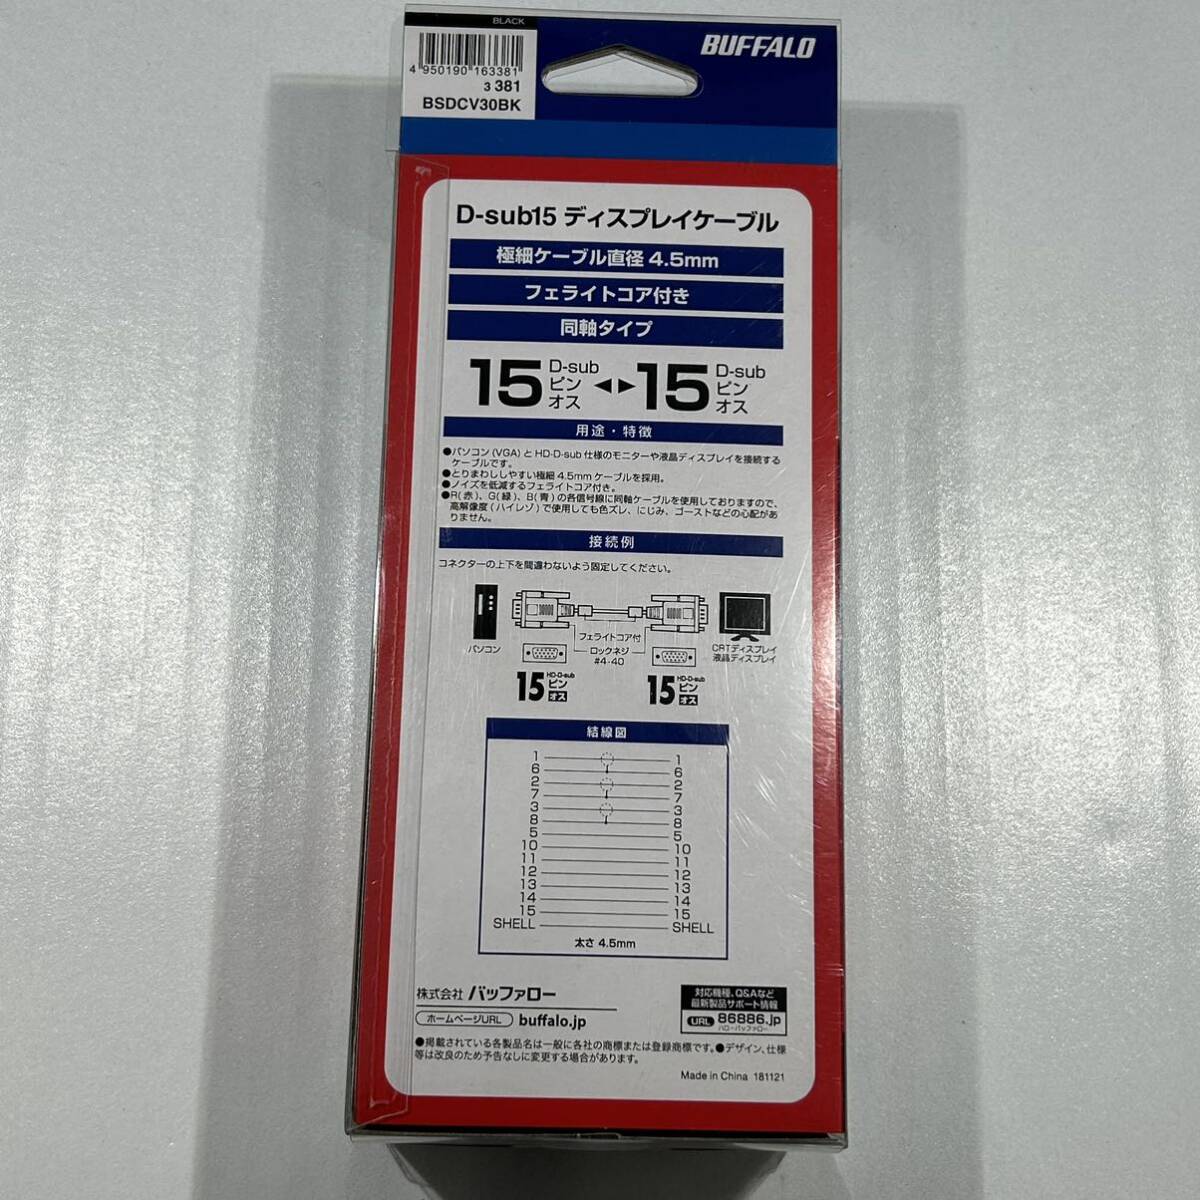 BLACK
BUFFALO
4 950190 163381
3 381
BSDCV30BK
D-sub15 ディスプレイケーブル
極細ケーブル直径 4.5mm
フェライトコア付き
同軸タイプ
15 D-sub ピン オス ◀▶ 15 D-sub ピン オス
用途・特徴
●パソコン(VGA)とHD-D-sub仕様のモニターや液晶ディスプレイを接続する
ケーブルです。
●とりまわししやすい極細4.5mmケーブルを採用。
●ノイズを低減するフェライトコア付き。
●R(赤)、G(緑)、B(青)の各信号線に同軸ケーブルを使用しておりますので、
高解像度(ハイレゾ)で使用しても色ズレ、にじみ、ゴーストなどの心配があ
りません。
接続例
コネクターの上下を間違わないよう固定してください。
パソコン
フェライトコア付
ロックネジ
#4-40
CRTディスプレイ
液晶ディスプレイ
15 HD-D-sub ピン オス
15 HD-D-sub ピン オス
結線図
1 1
6 6
2 2
7 7
3 3
8 8
5 5
10 10
11 11
12 12
13 13
14 14
15 15
SHELL SHELL
太さ 4.5mm
株式会社 バッファロー
ホームページURL buffalo.jp
対応機種、Q&Aなど
最新製品サポート情報
URL 86886.jp
ハローバッファロー
●掲載されている各製品名は一般に各社の商標または登録商標です。●デザイン、仕様
等は改良のため予告なしに変更する場合があります。
Made in China 181121